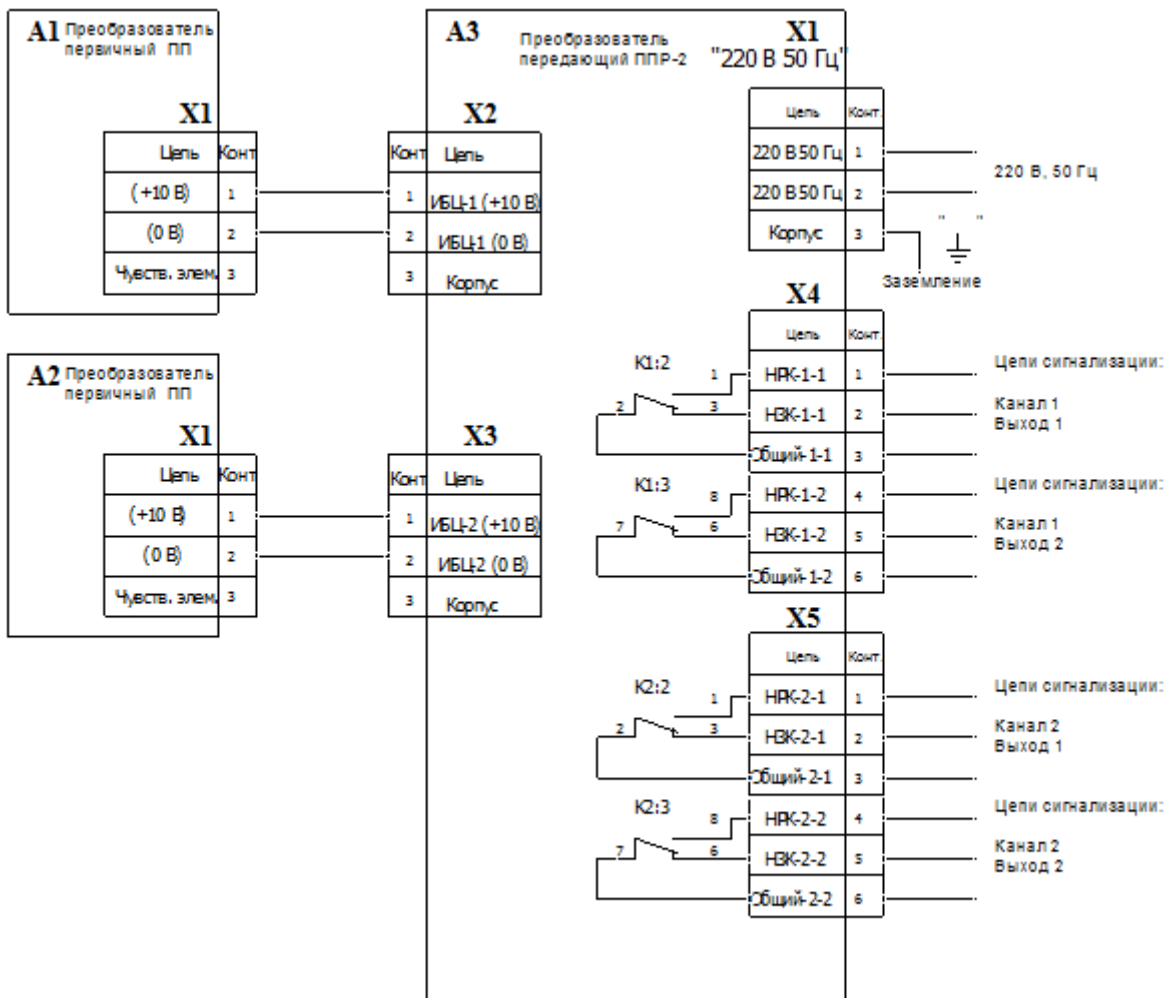 A1 Преобразователь
первичный ПП
X1
Цепь Конт
(+10 В) 1
(0 В) 2
Чувств. элем. 3
A2 Преобразователь
первичный ПП
X1
Цепь Конт
(+10 В) 1
(0 В) 2
Чувств. элем. 3
A3 Преобразователь
передающий ППР-2
X2
Конт Цепь
1 ИБЦ-1 (+10 В)
2 ИБЦ-1 (0 В)
3 Корпус
X3
Конт Цепь
1 ИБЦ-2 (+10 В)
2 ИБЦ-2 (0 В)
3 Корпус
X1
"220 В 50 Гц"
Цепь Конт.
220 В 50 Гц 1
220 В 50 Гц 2
Корпус 3
220 В, 50 Гц
" "
Заземление
X4
Цепь Конт.
К1:2
1 НРК-1-1 1
2 3 НЗК-1-1 2
Общий-1-1 3
Цепи сигнализации:
Канал 1
Выход 1
К1:3
8 НРК-1-2 4
7 6 НЗК-1-2 5
Общий-1-2 6
Цепи сигнализации:
Канал 1
Выход 2
X5
Цепь Конт.
К2:2
1 НРК-2-1 1
2 3 НЗК-2-1 2
Общий-2-1 3
Цепи сигнализации:
Канал 2
Выход 1
К2:3
8 НРК-2-2 4
7 6 НЗК-2-2 5
Общий-2-2 6
Цепи сигнализации:
Канал 2
Выход 2